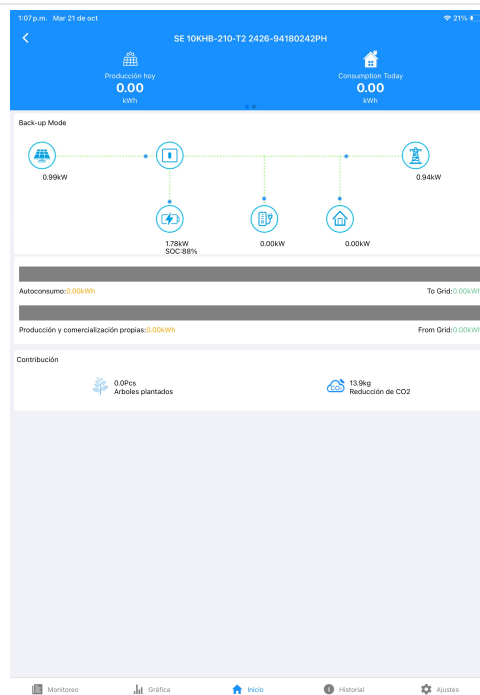 1:07 p.m. Mar 21 de oct
21%
SE 10KHB-210-T2 2426-94180242PH
Producción hoy
0.00
kWh
Consumption Today
0.00
kWh
Back-up Mode
0.99kW
0.94kW
1.78kW
SOC:88%
0.00kW
0.00kW
Autoconsumo:0.00kWh
To Grid:0.00kWh
Producción y comercialización propias:0.00kWh
From Grid:0.00kWh
Contribución
0.0Pcs
Arboles plantados
CO2
13.9kg
Reducción de CO2
Monitoreo
Gráfica
Inicio
Historial
Ajustes